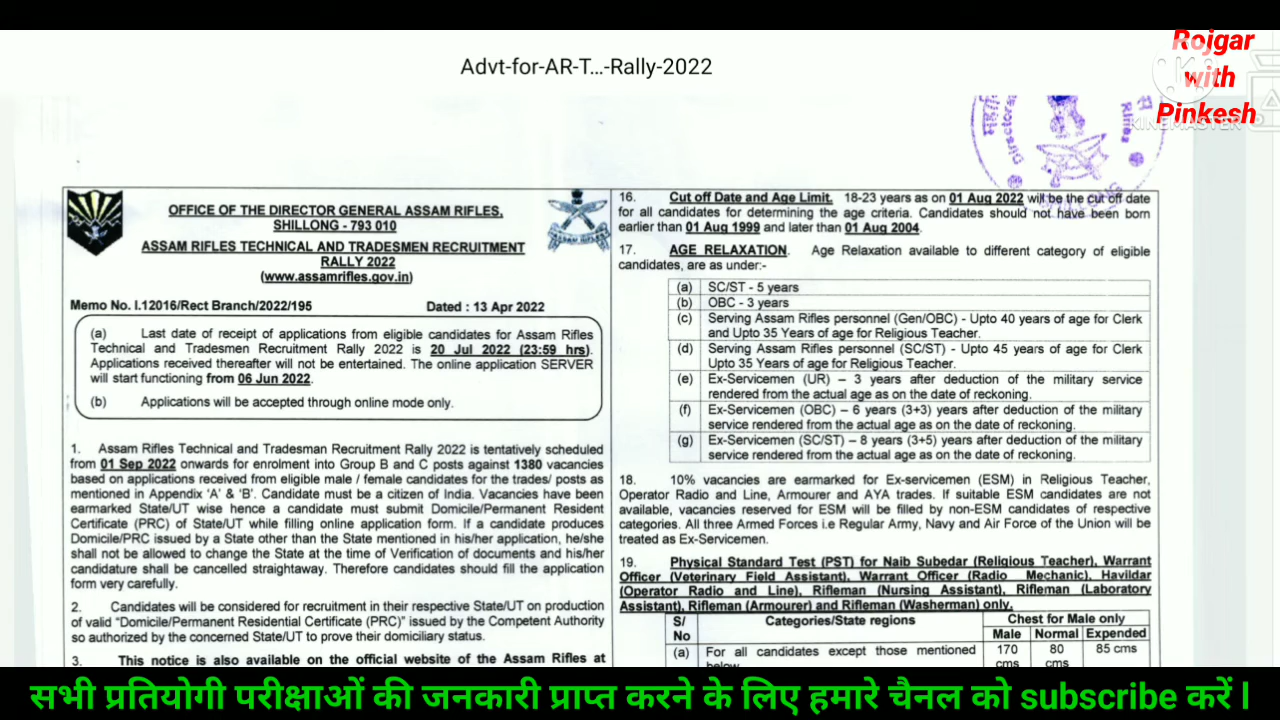 Rojgar
with
Pinkesh
KINEMASTER
Advt-for-AR-T...-Rally-2022
OFFICE OF THE DIRECTOR GENERAL ASSAM RIFLES,
SHILLONG - 793 010
ASSAM RIFLES TECHNICAL AND TRADESMEN RECRUITMENT
RALLY 2022
(www.assamrifles.gov.in)
ASSAM RIFLES
Memo No. I.12016/Rect Branch/2022/195 Dated : 13 Apr 2022
(a) Last date of receipt of applications from eligible candidates for Assam Rifles
Technical and Tradesmen Recruitment Rally 2022 is 20 Jul 2022 (23:59 hrs).
Applications received thereafter will not be entertained. The online application SERVER
will start functioning from 06 Jun 2022.
(b) Applications will be accepted through online mode only.
1. Assam Rifles Technical and Tradesman Recruitment Rally 2022 is tentatively scheduled
from 01 Sep 2022 onwards for enrolment into Group B and C posts against 1380 vacancies
based on applications received from eligible male / female candidates for the trades/ posts as
mentioned in Appendix 'A' & 'B'. Candidate must be a citizen of India. Vacancies have been
earmarked State/UT wise hence a candidate must submit Domicile/Permanent Resident
Certificate (PRC) of State/UT while filling online application form. If a candidate produces
Domicile/PRC issued by a State other than the State mentioned in his/her application, he/she
shall not be allowed to change the State at the time of Verification of documents and his/her
candidature shall be cancelled straightaway. Therefore candidates should fill the application
form very carefully.
2. Candidates will be considered for recruitment in their respective State/UT on production
of valid "Domicile/Permanent Residential Certificate (PRC)" issued by the Competent Authority
so authorized by the concerned State/UT to prove their domiciliary status.
3. This notice is also available on the official website of the Assam Rifles at
16. Cut off Date and Age Limit. 18-23 years as on 01 Aug 2022 will be the cut off date
for all candidates for determining the age criteria. Candidates should not have been born
earlier than 01 Aug 1999 and later than 01 Aug 2004.
17. AGE RELAXATION. Age Relaxation available to different category of eligible
candidates, are as under:-
(a) SC/ST - 5 years
(b) OBC - 3 years
(c) Serving Assam Rifles personnel (Gen/OBC) - Upto 40 years of age for Clerk
and Upto 35 Years of age for Religious Teacher.
(d) Serving Assam Rifles personnel (SC/ST) - Upto 45 years of age for Clerk
Upto 35 Years of age for Religious Teacher.
(e) Ex-Servicemen (UR) – 3 years after deduction of the military service
rendered from the actual age as on the date of reckoning.
(f) Ex-Servicemen (OBC) – 6 years (3+3) years after deduction of the military
service rendered from the actual age as on the date of reckoning.
(g) Ex-Servicemen (SC/ST) – 8 years (3+5) years after deduction of the military
service rendered from the actual age as on the date of reckoning.
18. 10% vacancies are earmarked for Ex-servicemen (ESM) in Religious Teacher,
Operator Radio and Line, Armourer and AYA trades. If suitable ESM candidates are not
available, vacancies reserved for ESM will be filled by non-ESM candidates of respective
categories. All three Armed Forces i.e Regular Army, Navy and Air Force of the Union will be
treated as Ex-Servicemen.
19. Physical Standard Test (PST) for Naib Subedar (Religious Teacher), Warrant
Officer (Veterinary Field Assistant), Warrant Officer (Radio Mechanic), Havildar
(Operator Radio and Line), Rifleman (Nursing Assistant), Rifleman (Laboratory
Assistant), Rifleman (Armourer) and Rifleman (Washerman) only.
S/ Categories/State regions Chest for Male only
No Male Normal Expended
(a) For all candidates except those mentioned 170 80 85 cms
cms cms
सभी प्रतियोगी परीक्षाओं की जनकारी प्राप्त करने के लिए हमारे चैनल को subscribe करें l